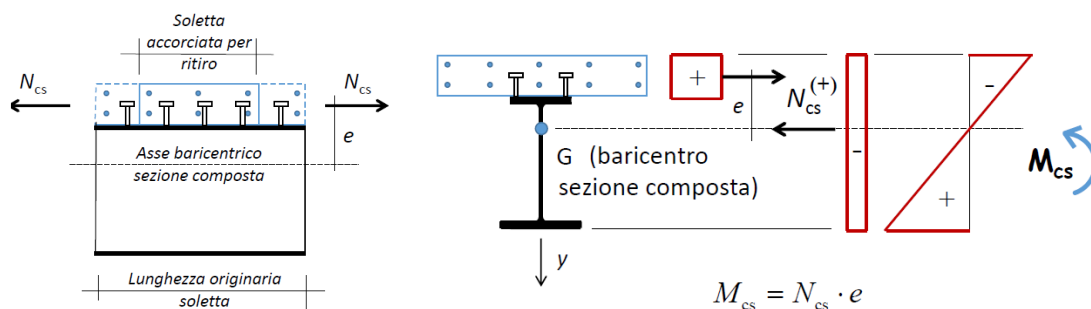 Soletta
accorciata per
ritiro
N_cs
N_cs
e
Asse baricentrico
sezione composta
Lunghezza originaria
soletta
+
e
N_cs^(+)
G (baricentro
sezione composta)
y
-
-
+
M_cs
M_cs = N_cs · e